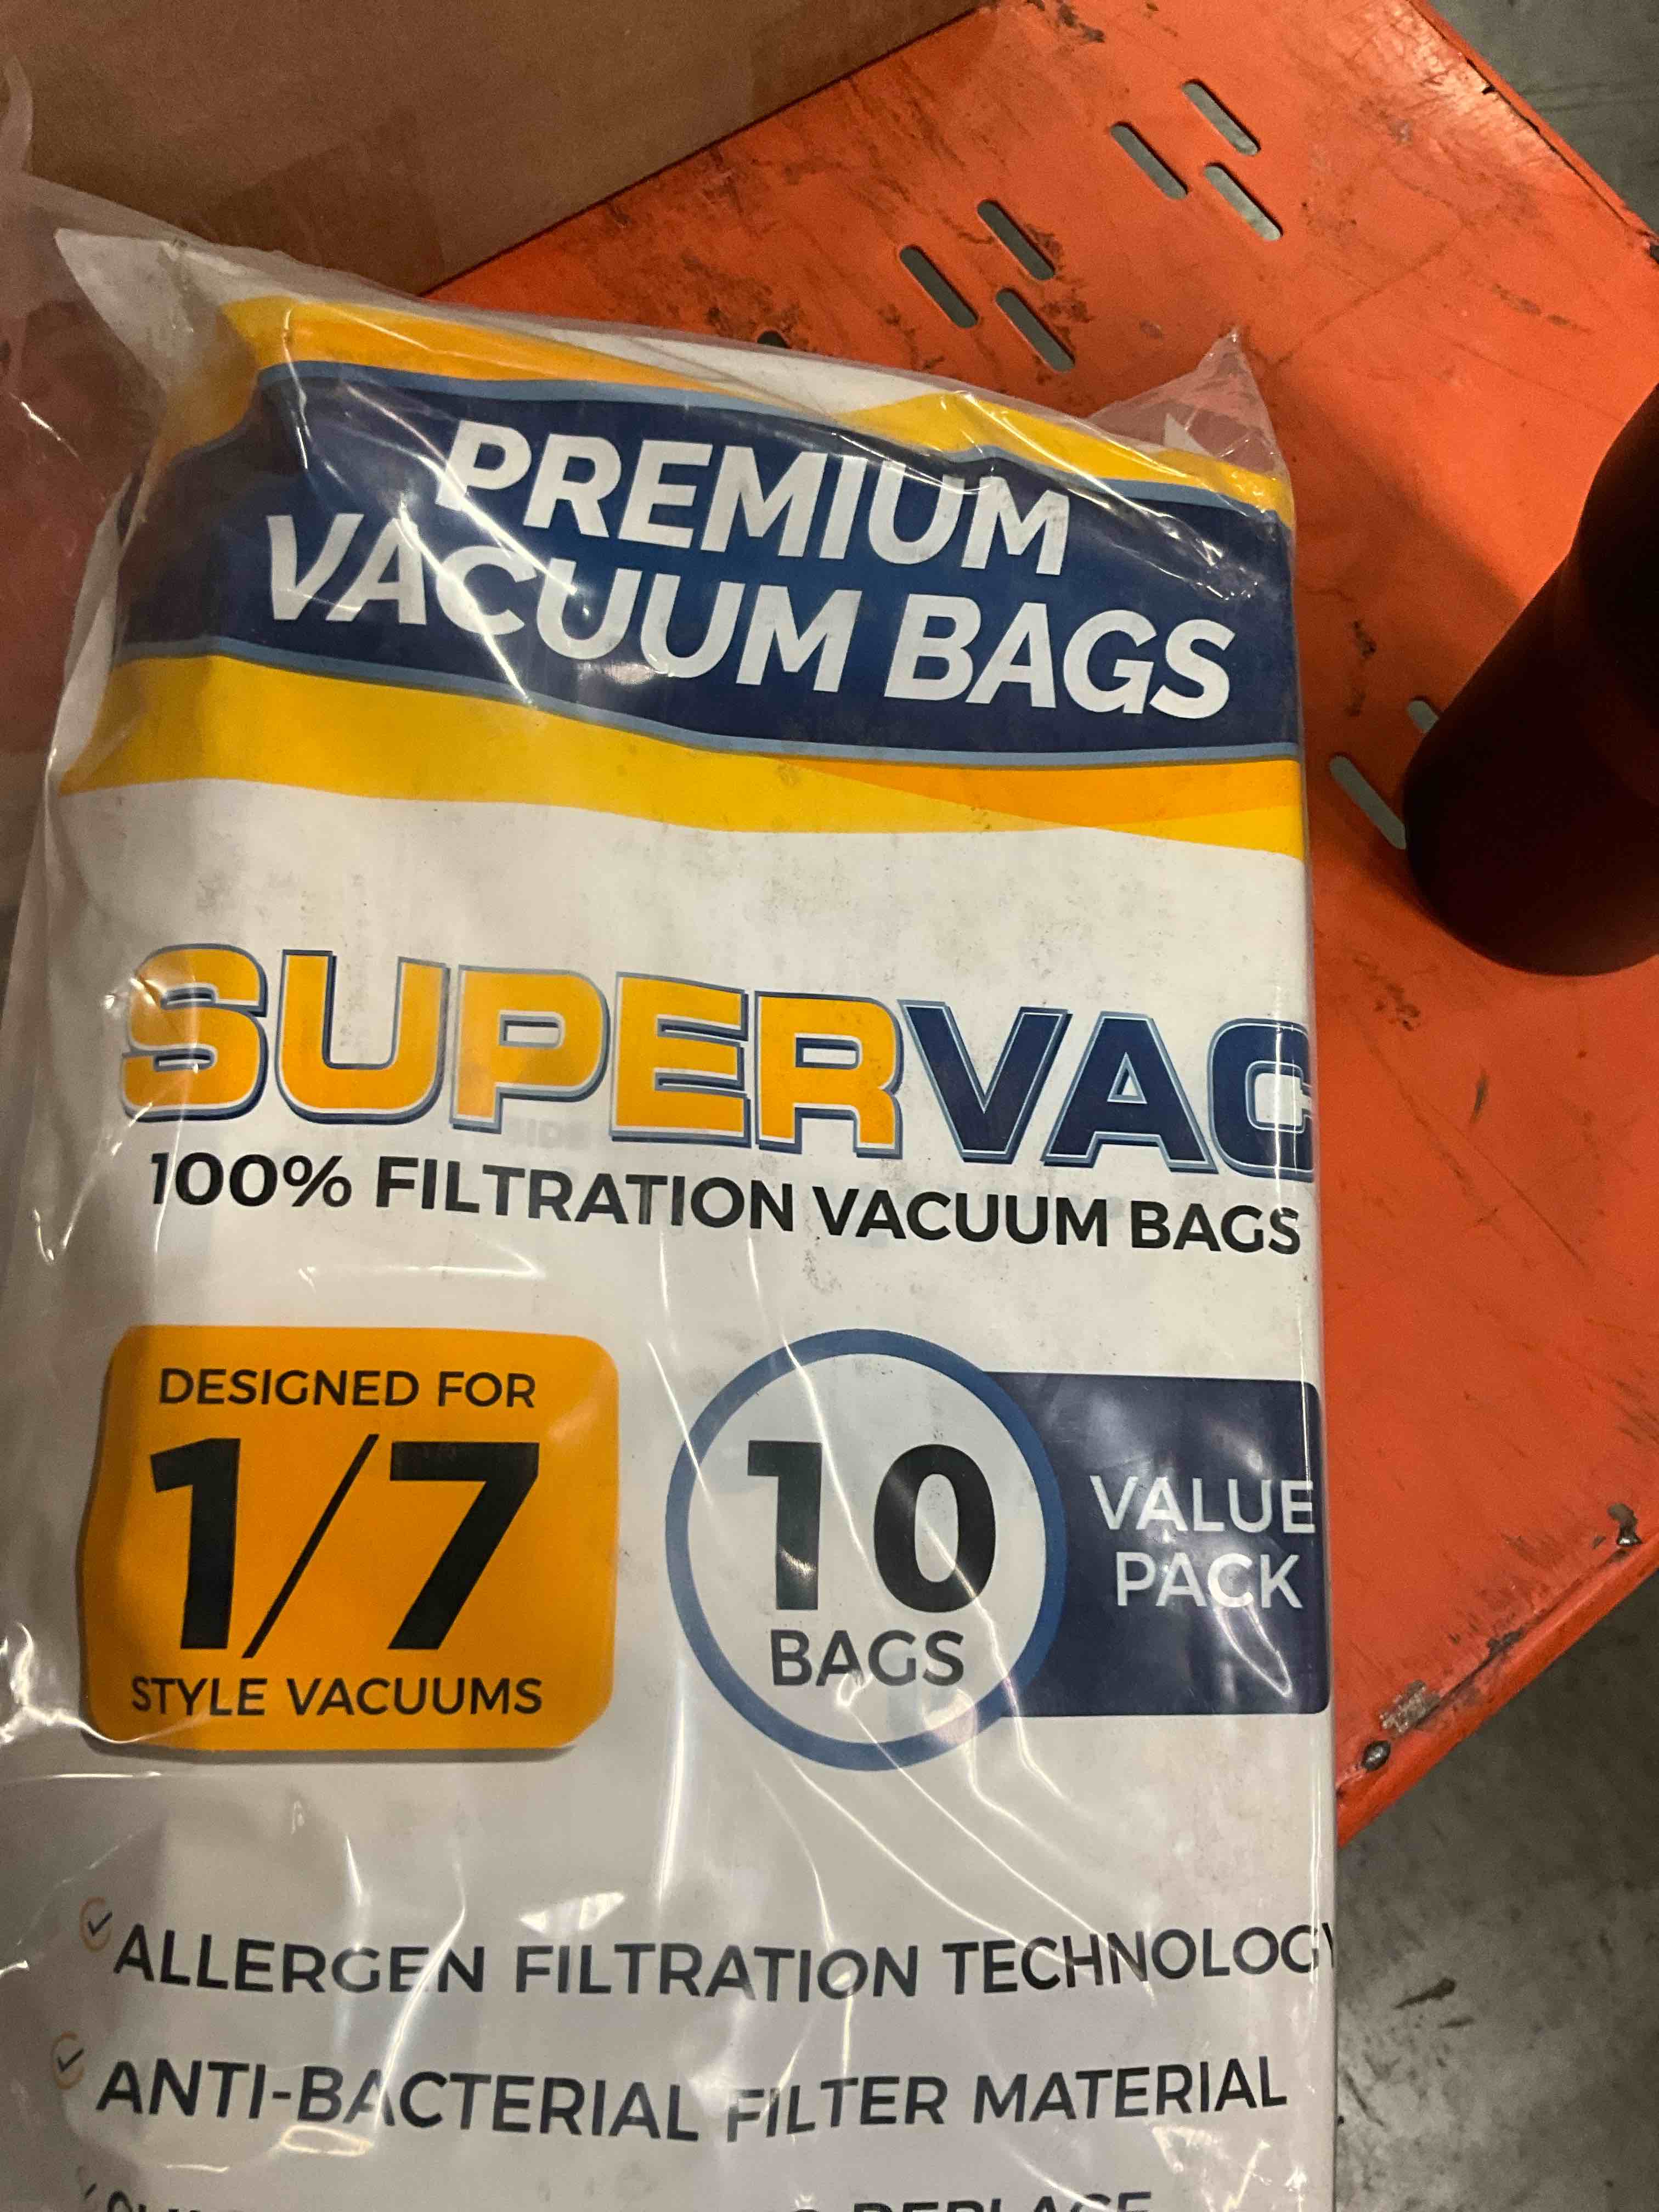 PREMIUM
VACUUM BAGS
SUPERVAC
100% FILTRATION VACUUM BAGS
DESIGNED FOR
1/7
STYLE VACUUMS
10
BAGS
VALUE
PACK
ALLERGEN FILTRATION TECHNOLOGY
ANTI-BACTERIAL FILTER MATERIAL
REPLACE